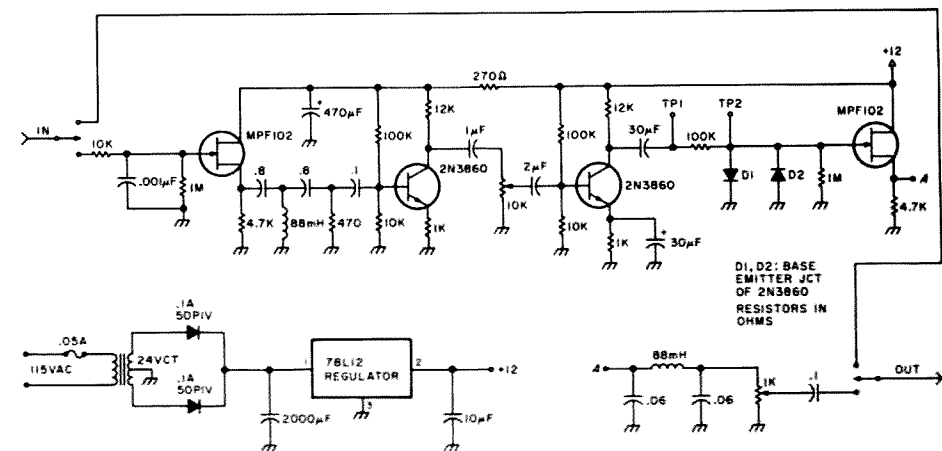 IN
10K
.001µF
1M
MPF102
4.7K
.8
88mH
.8
470
.1
+
470µF
100K
10K
12K
2N3860
1K
1µF
10K
270Ω
2µF
100K
10K
12K
2N3860
1K
+
30µF
30µF
TP1
100K
TP2
D1
D2
1M
MPF102
+12
A
4.7K
D1, D2: BASE
EMITTER JCT
OF 2N3860
RESISTORS IN
OHMS
.05A
115VAC
24VCT
.1A
50PIV
.1A
50PIV
2000µF
1
78L12
REGULATOR
2
3
+12
10µF
A
88mH
.06
.06
1K
.1
OUT